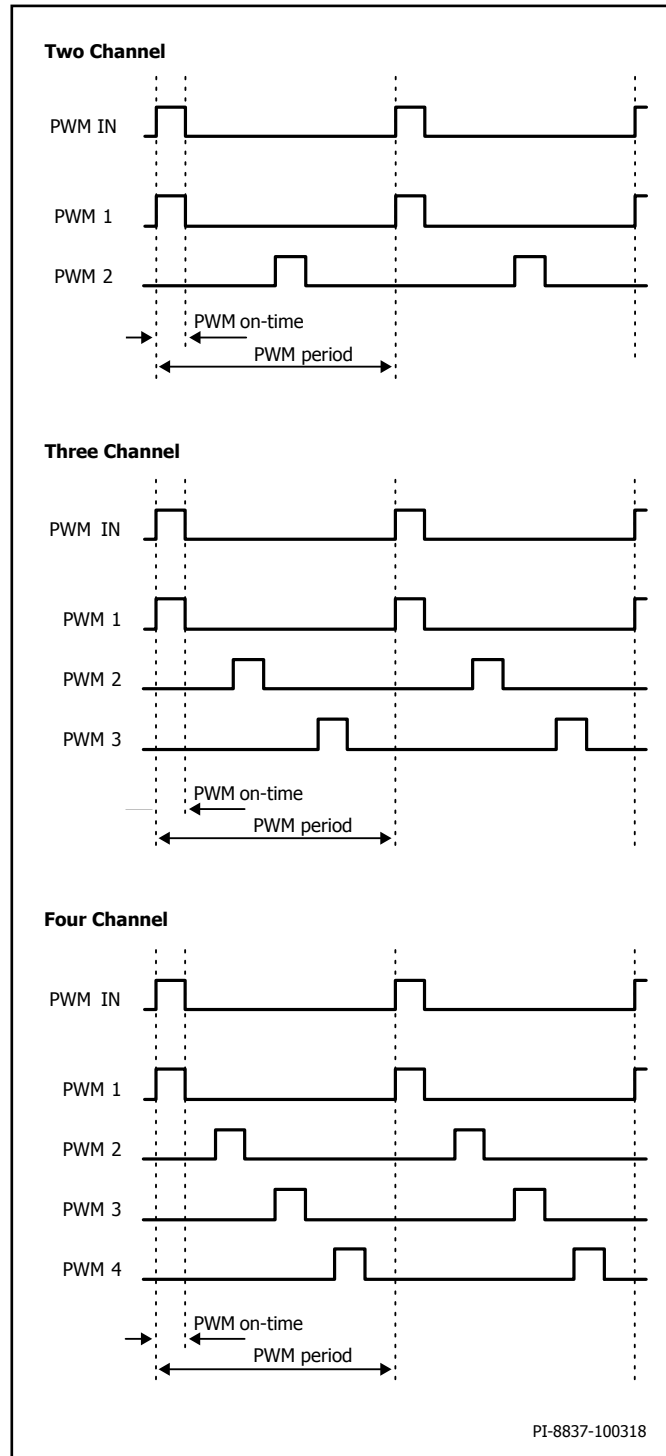 Two Channel
PWM IN
PWM 1
PWM 2
PWM on-time
PWM period
Three Channel
PWM IN
PWM 1
PWM 2
PWM 3
PWM on-time
PWM period
Four Channel
PWM IN
PWM 1
PWM 2
PWM 3
PWM 4
PWM on-time
PWM period
PI-8837-100318